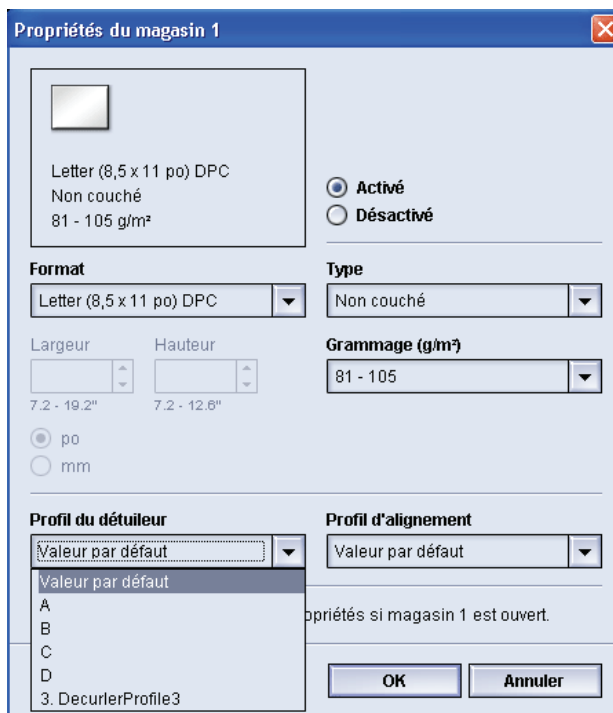 Propriétés du magasin 1
Letter (8,5 x 11 po) DPC
Non couché
81 - 105 g/m²
Activé
Désactivé
Format
Type
Letter (8,5 x 11 po) DPC
Non couché
Largeur
Hauteur
Grammage (g/m²)
81 - 105
7.2 - 19.2"
7.2 - 12.6"
po
mm
Profil du détuileur
Profil d'alignement
Valeur par défaut
Valeur par défaut
Valeur par défaut
A
B
C
D
3. DecurlerProfile3
opriétés si magasin 1 est ouvert.
OK
Annuler